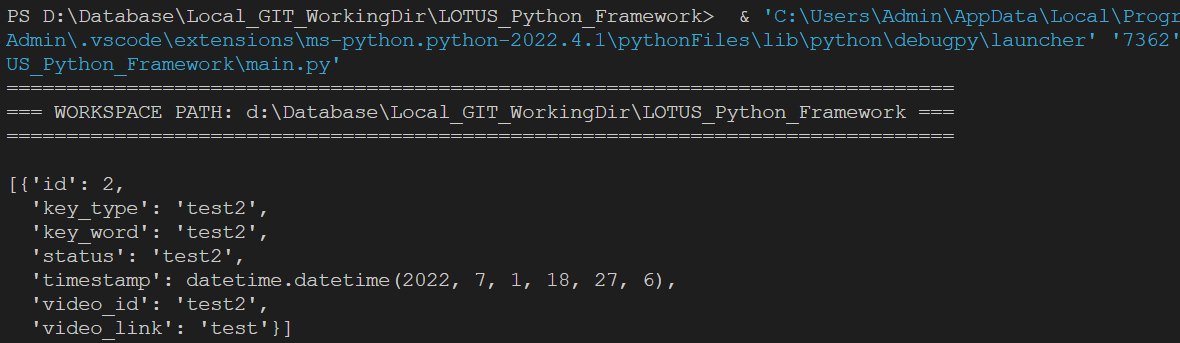 PS D:\Database\Local_GIT_WorkingDir\LOTUS_Python_Framework>  & 'C:\Users\Admin\AppData\Local\Progr
Admin\.vscode\extensions\ms-python.python-2022.4.1\pythonFiles\lib\python\debugpy\launcher' '7362'
US_Python_Framework\main.py'
================================================================================
=== WORKSPACE PATH: d:\Database\Local_GIT_WorkingDir\LOTUS_Python_Framework ===
================================================================================
[{'id': 2,
  'key_type': 'test2',
  'key_word': 'test2',
  'status': 'test2',
  'timestamp': datetime.datetime(2022, 7, 1, 18, 27, 6),
  'video_id': 'test2',
  'video_link': 'test'}]